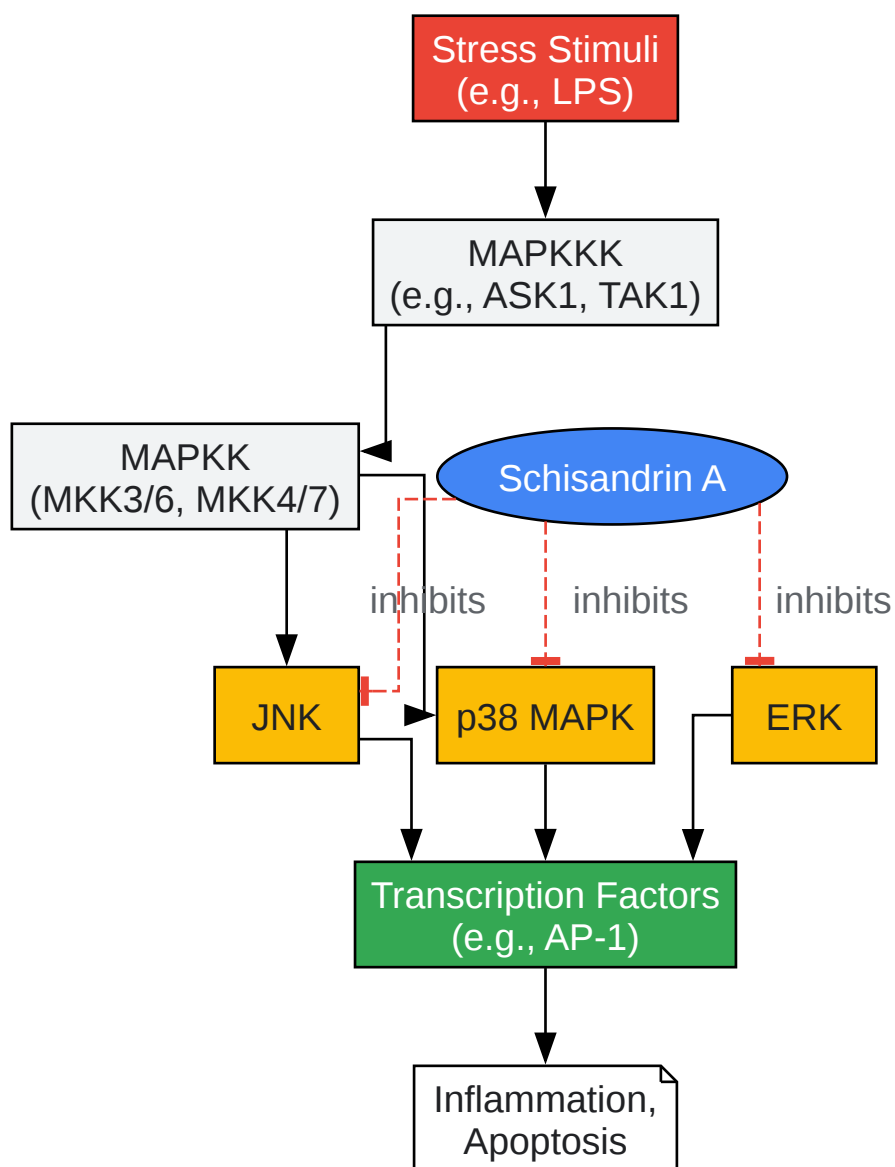 Stress Stimuli
(e.g., LPS)
MAPKKK
(e.g., ASK1, TAK1)
MAPKK
(MKK3/6, MKK4/7)
Schisandrin A
inhibits
inhibits
inhibits
JNK
p38 MAPK
ERK
Transcription Factors
(e.g., AP-1)
Inflammation,
Apoptosis